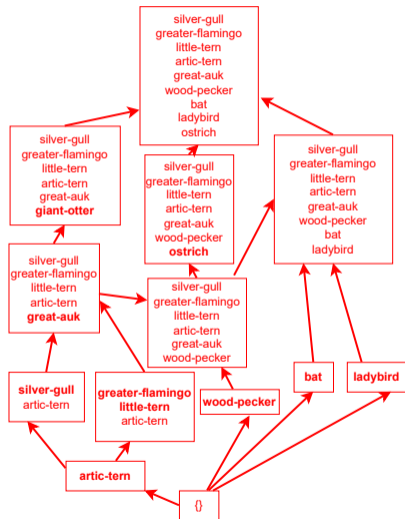 silver-gull
greater-flamingo
little-tern
artic-tern
great-auk
wood-pecker
bat
ladybird
ostrich
silver-gull
greater-flamingo
little-tern
artic-tern
great-auk
giant-otter
silver-gull
greater-flamingo
little-tern
artic-tern
great-auk
wood-pecker
ostrich
silver-gull
greater-flamingo
little-tern
artic-tern
great-auk
wood-pecker
bat
ladybird
silver-gull
greater-flamingo
little-tern
artic-tern
great-auk
silver-gull
greater-flamingo
little-tern
artic-tern
great-auk
wood-pecker
silver-gull
artic-tern
greater-flamingo
little-tern
artic-tern
wood-pecker
bat
ladybird
artic-tern
{}